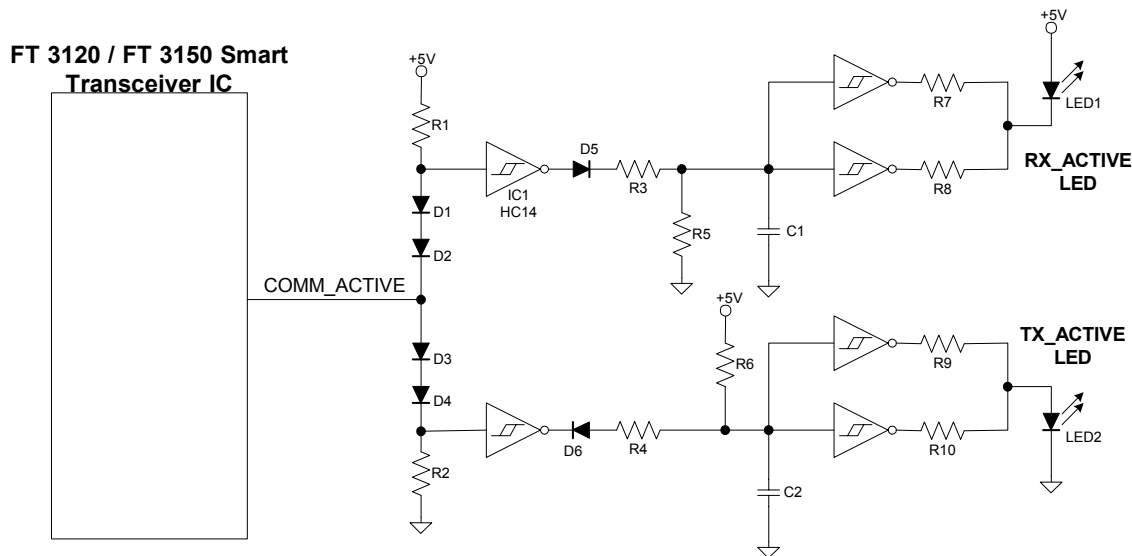 FT 3120 / FT 3150 Smart
Transceiver IC
+5V
R1
D1
D2
COMM_ACTIVE
D3
D4
R2
IC1
HC14
D5
R3
R5
C1
R7
R8
+5V
LED1
RX_ACTIVE
LED
D6
R4
+5V
R6
C2
R9
R10
TX_ACTIVE
LED
LED2